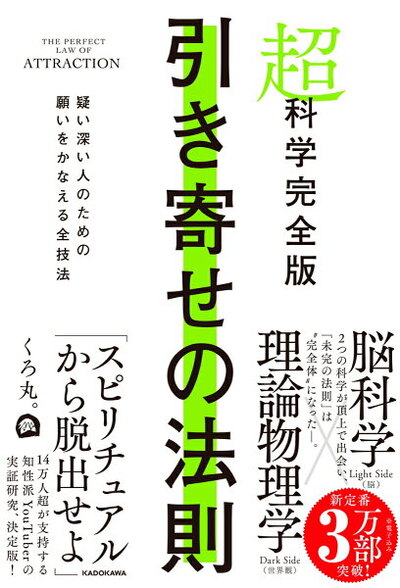 THE PERFECT
LAW OF
ATTRACTION
超
科学完全版
引き寄せの法則
疑い深い人のための
願いをかなえる全技法
脳科学
Light Side
(脳)
×
理論物理学
Dark Side
(世界観)
2つの科学が頂上で出会い、
「未完の法則」は
“完全体”になった―。
「スピリチュアル
から脱出せよ」
くろ丸。
14万人超が支持する
知性派YouTuberの
実証研究、決定版！
KADOKAWA
新定番
3万部
※電子込み
突破！